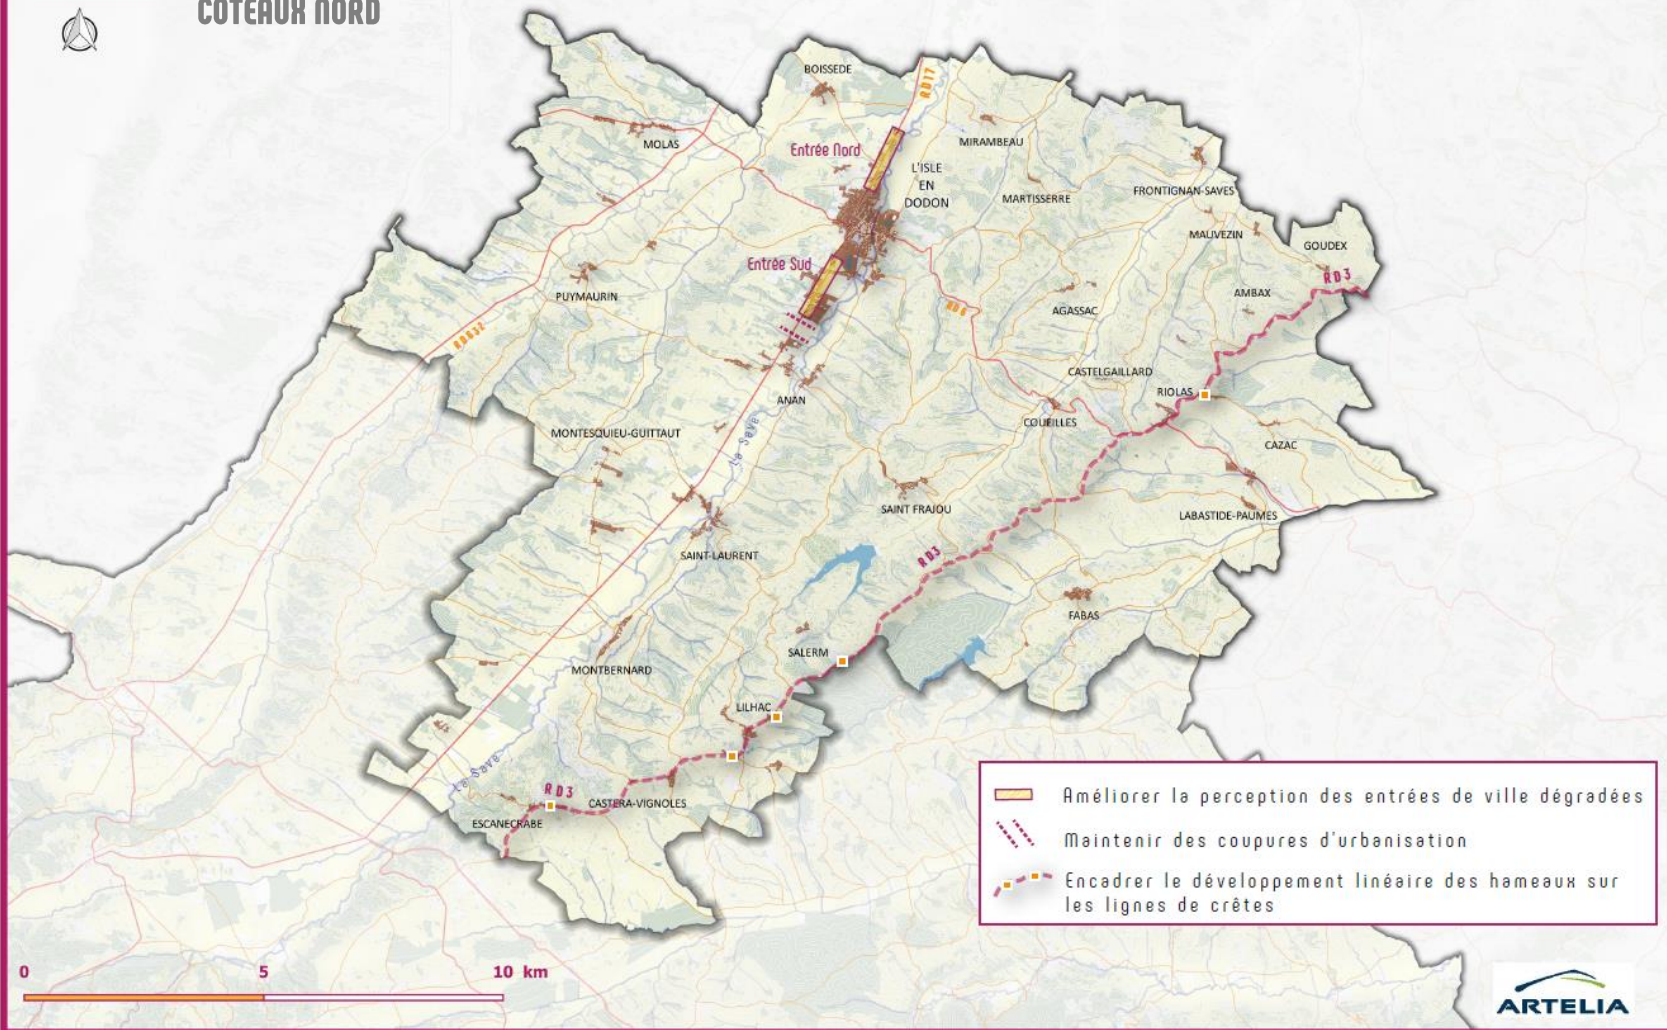 COTEAUX NORD
BOISSEDE
RD17
MOLAS
Entrée Nord
MIRAMBEAU
L'ISLE
EN
DODON
MARTISSERRE
FRONTIGNAN-SAVES
MAUVEZIN
GOUDEX
Entrée Sud
RD3
PUYMAURIN
AMBAX
RD6
AGASSAC
RD632
CASTELGAILLARD
RIOLAS
ANAN
COUEILLES
La Save
MONTESQUIEU-GUITTAUT
CAZAC
SAINT FRAJOU
LABASTIDE-PAUMES
SAINT-LAURENT
RD3
FABAS
SALERM
MONTBERNARD
LILHAC
La Save
RD3
CASTERA-VIGNOLES
ESCANECRABE
Améliorer la perception des entrées de ville dégradées
Maintenir des coupures d'urbanisation
Encadrer le développement linéaire des hameaux sur
les lignes de crêtes
0 5 10 km
ARTELIA